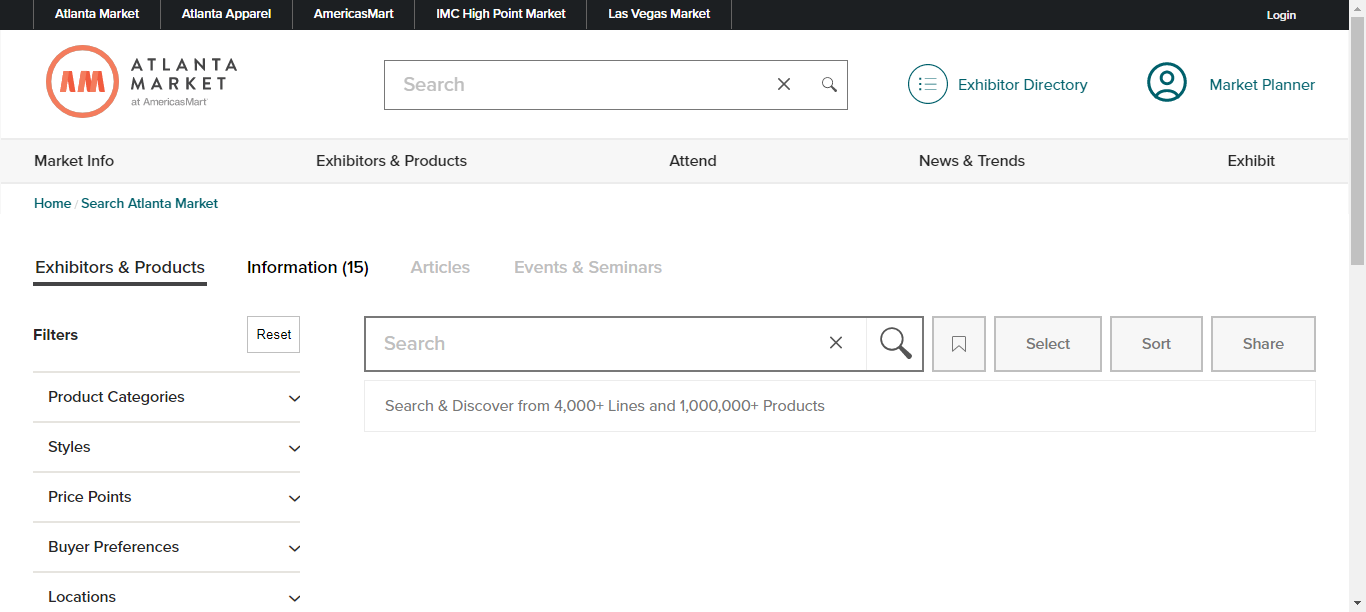 Atlanta Market
Atlanta Apparel
AmericasMart
IMC High Point Market
Las Vegas Market
Login
AM
ATLANTA
MARKET
at AmericasMart
Search
Exhibitor Directory
Market Planner
Market Info
Exhibitors & Products
Attend
News & Trends
Exhibit
Home / Search Atlanta Market
Exhibitors & Products
Information (15)
Articles
Events & Seminars
Filters
Reset
Search
Select
Sort
Share
Product Categories
Search & Discover from 4,000+ Lines and 1,000,000+ Products
Styles
Price Points
Buyer Preferences
Locations